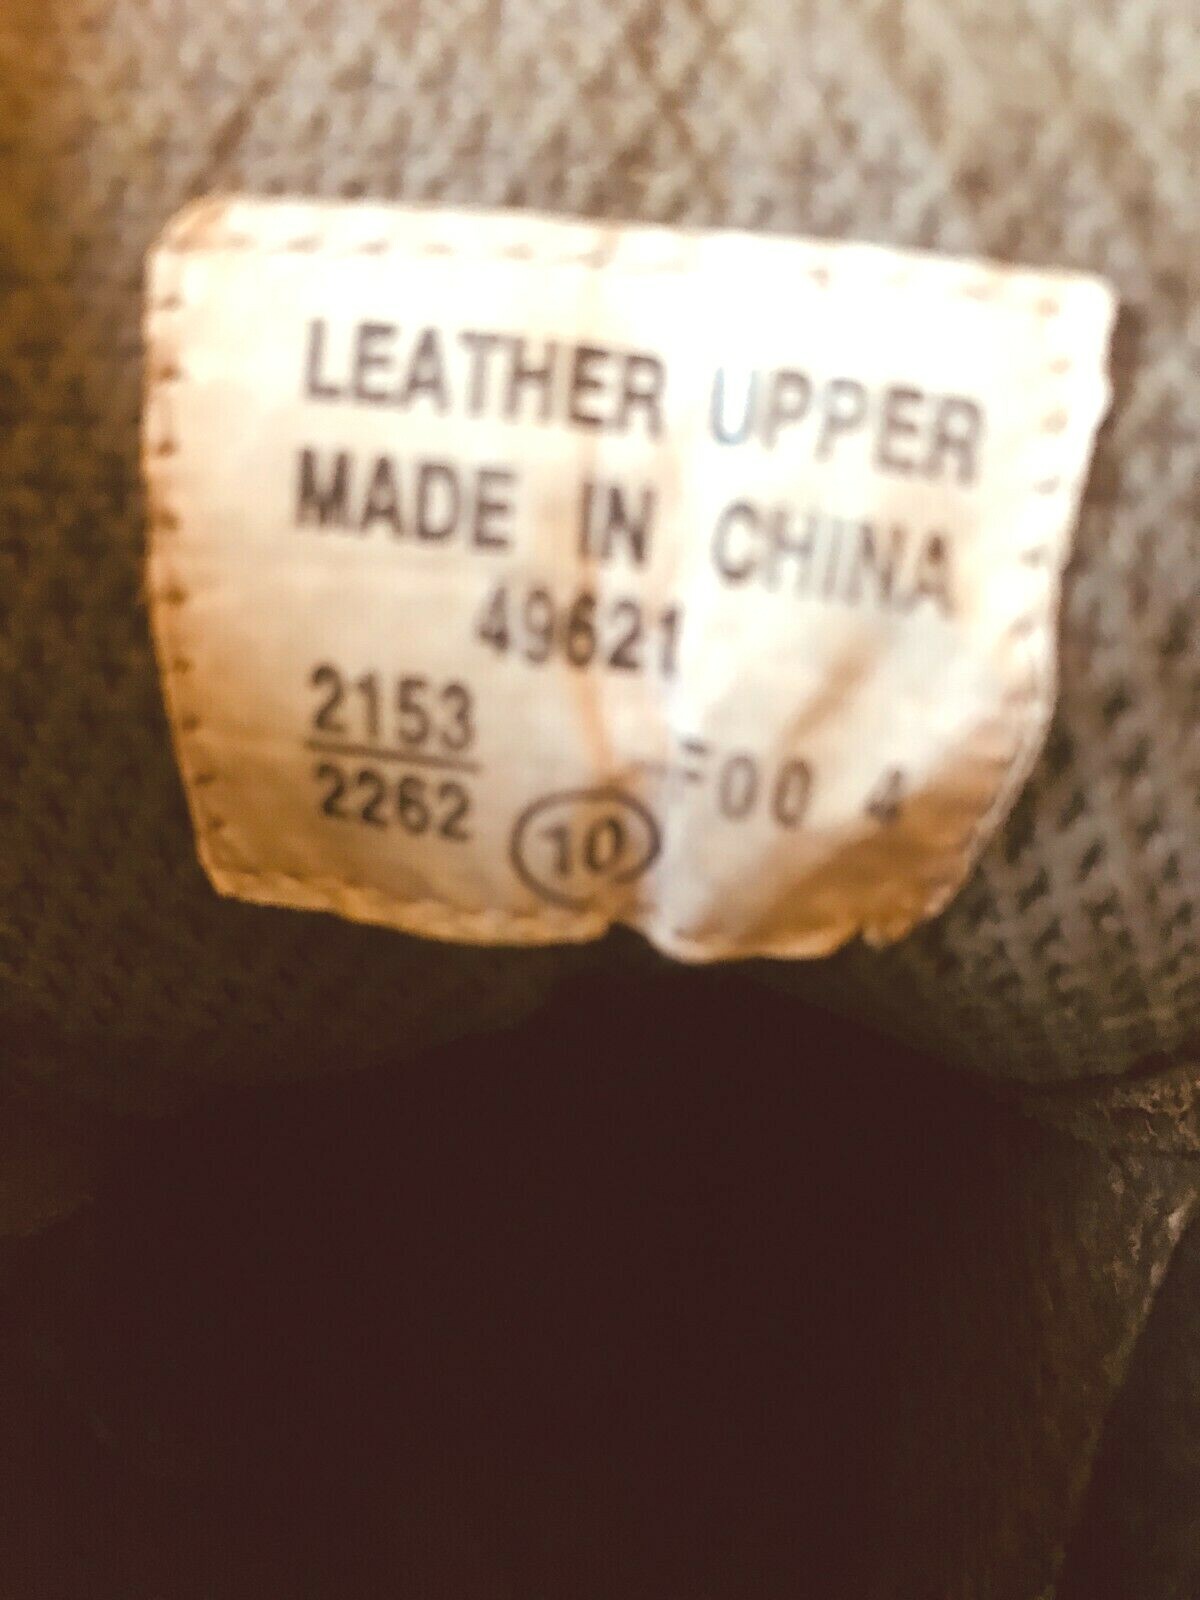 LEATHER UPPER
MADE IN CHINA
49621
2153
2262 10 F00 4